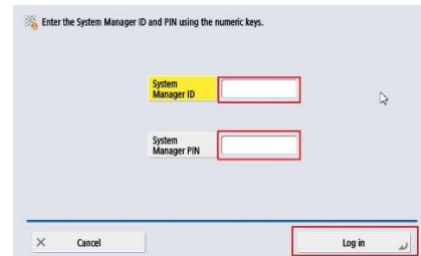 Enter the System Manager ID and PIN using the numeric keys.
System
Manager ID
System
Manager PIN
Cancel
Log in